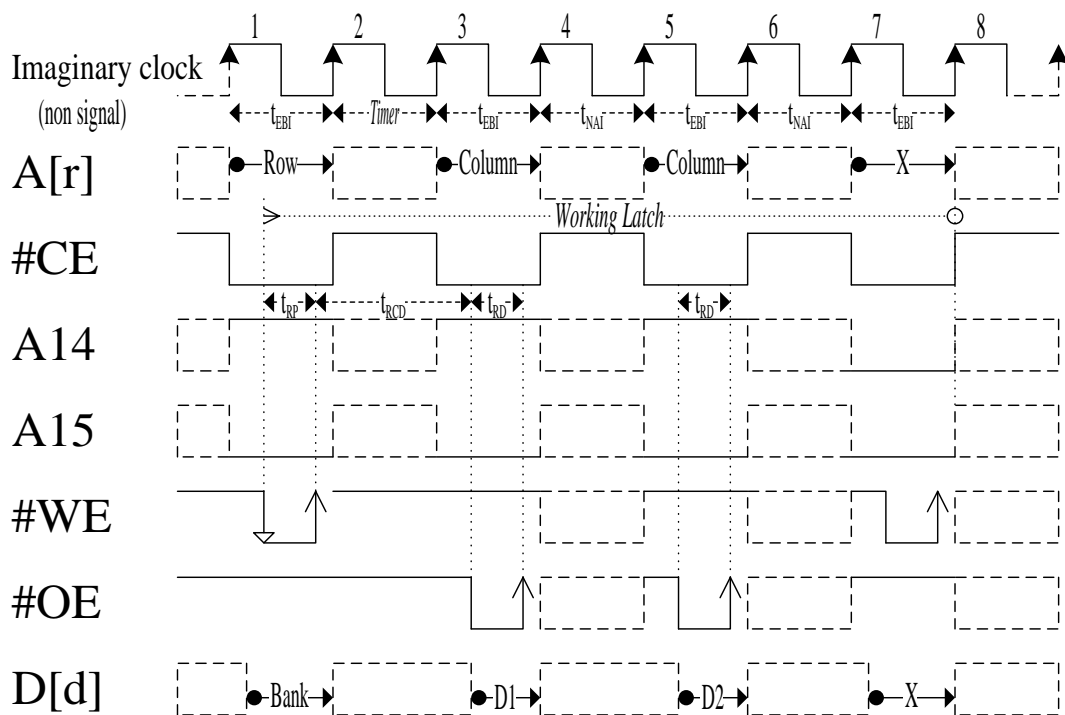 1 2 3 4 5 6 7 8
Imaginary clock
(non signal)
tEBI Timer tEBI tNAI tEBI tNAI tEBI
A[r] Row Column Column X
Working Latch
#CE
tRP tRCD tRD tRD
A14
A15
#WE
#OE
D[d] Bank D1 D2 X